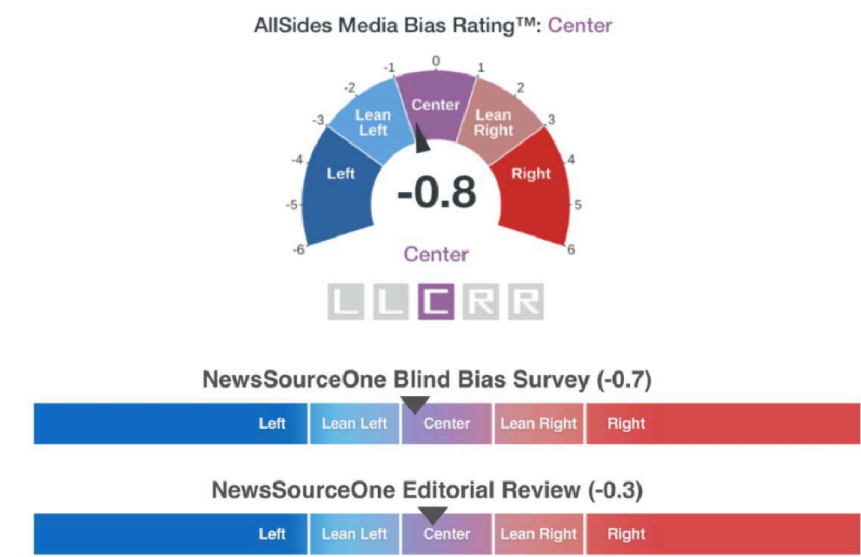 AllSides Media Bias Rating™: Center
0
-1 1
-2 2
Center
Lean Left Lean Right
-3 3
-4 4
Left Right
-0.8
-5 5
-6 6
Center
L L C R R
NewsSourceOne Blind Bias Survey (-0.7)
Left Lean Left Center Lean Right Right
NewsSourceOne Editorial Review (-0.3)
Left Lean Left Center Lean Right Right